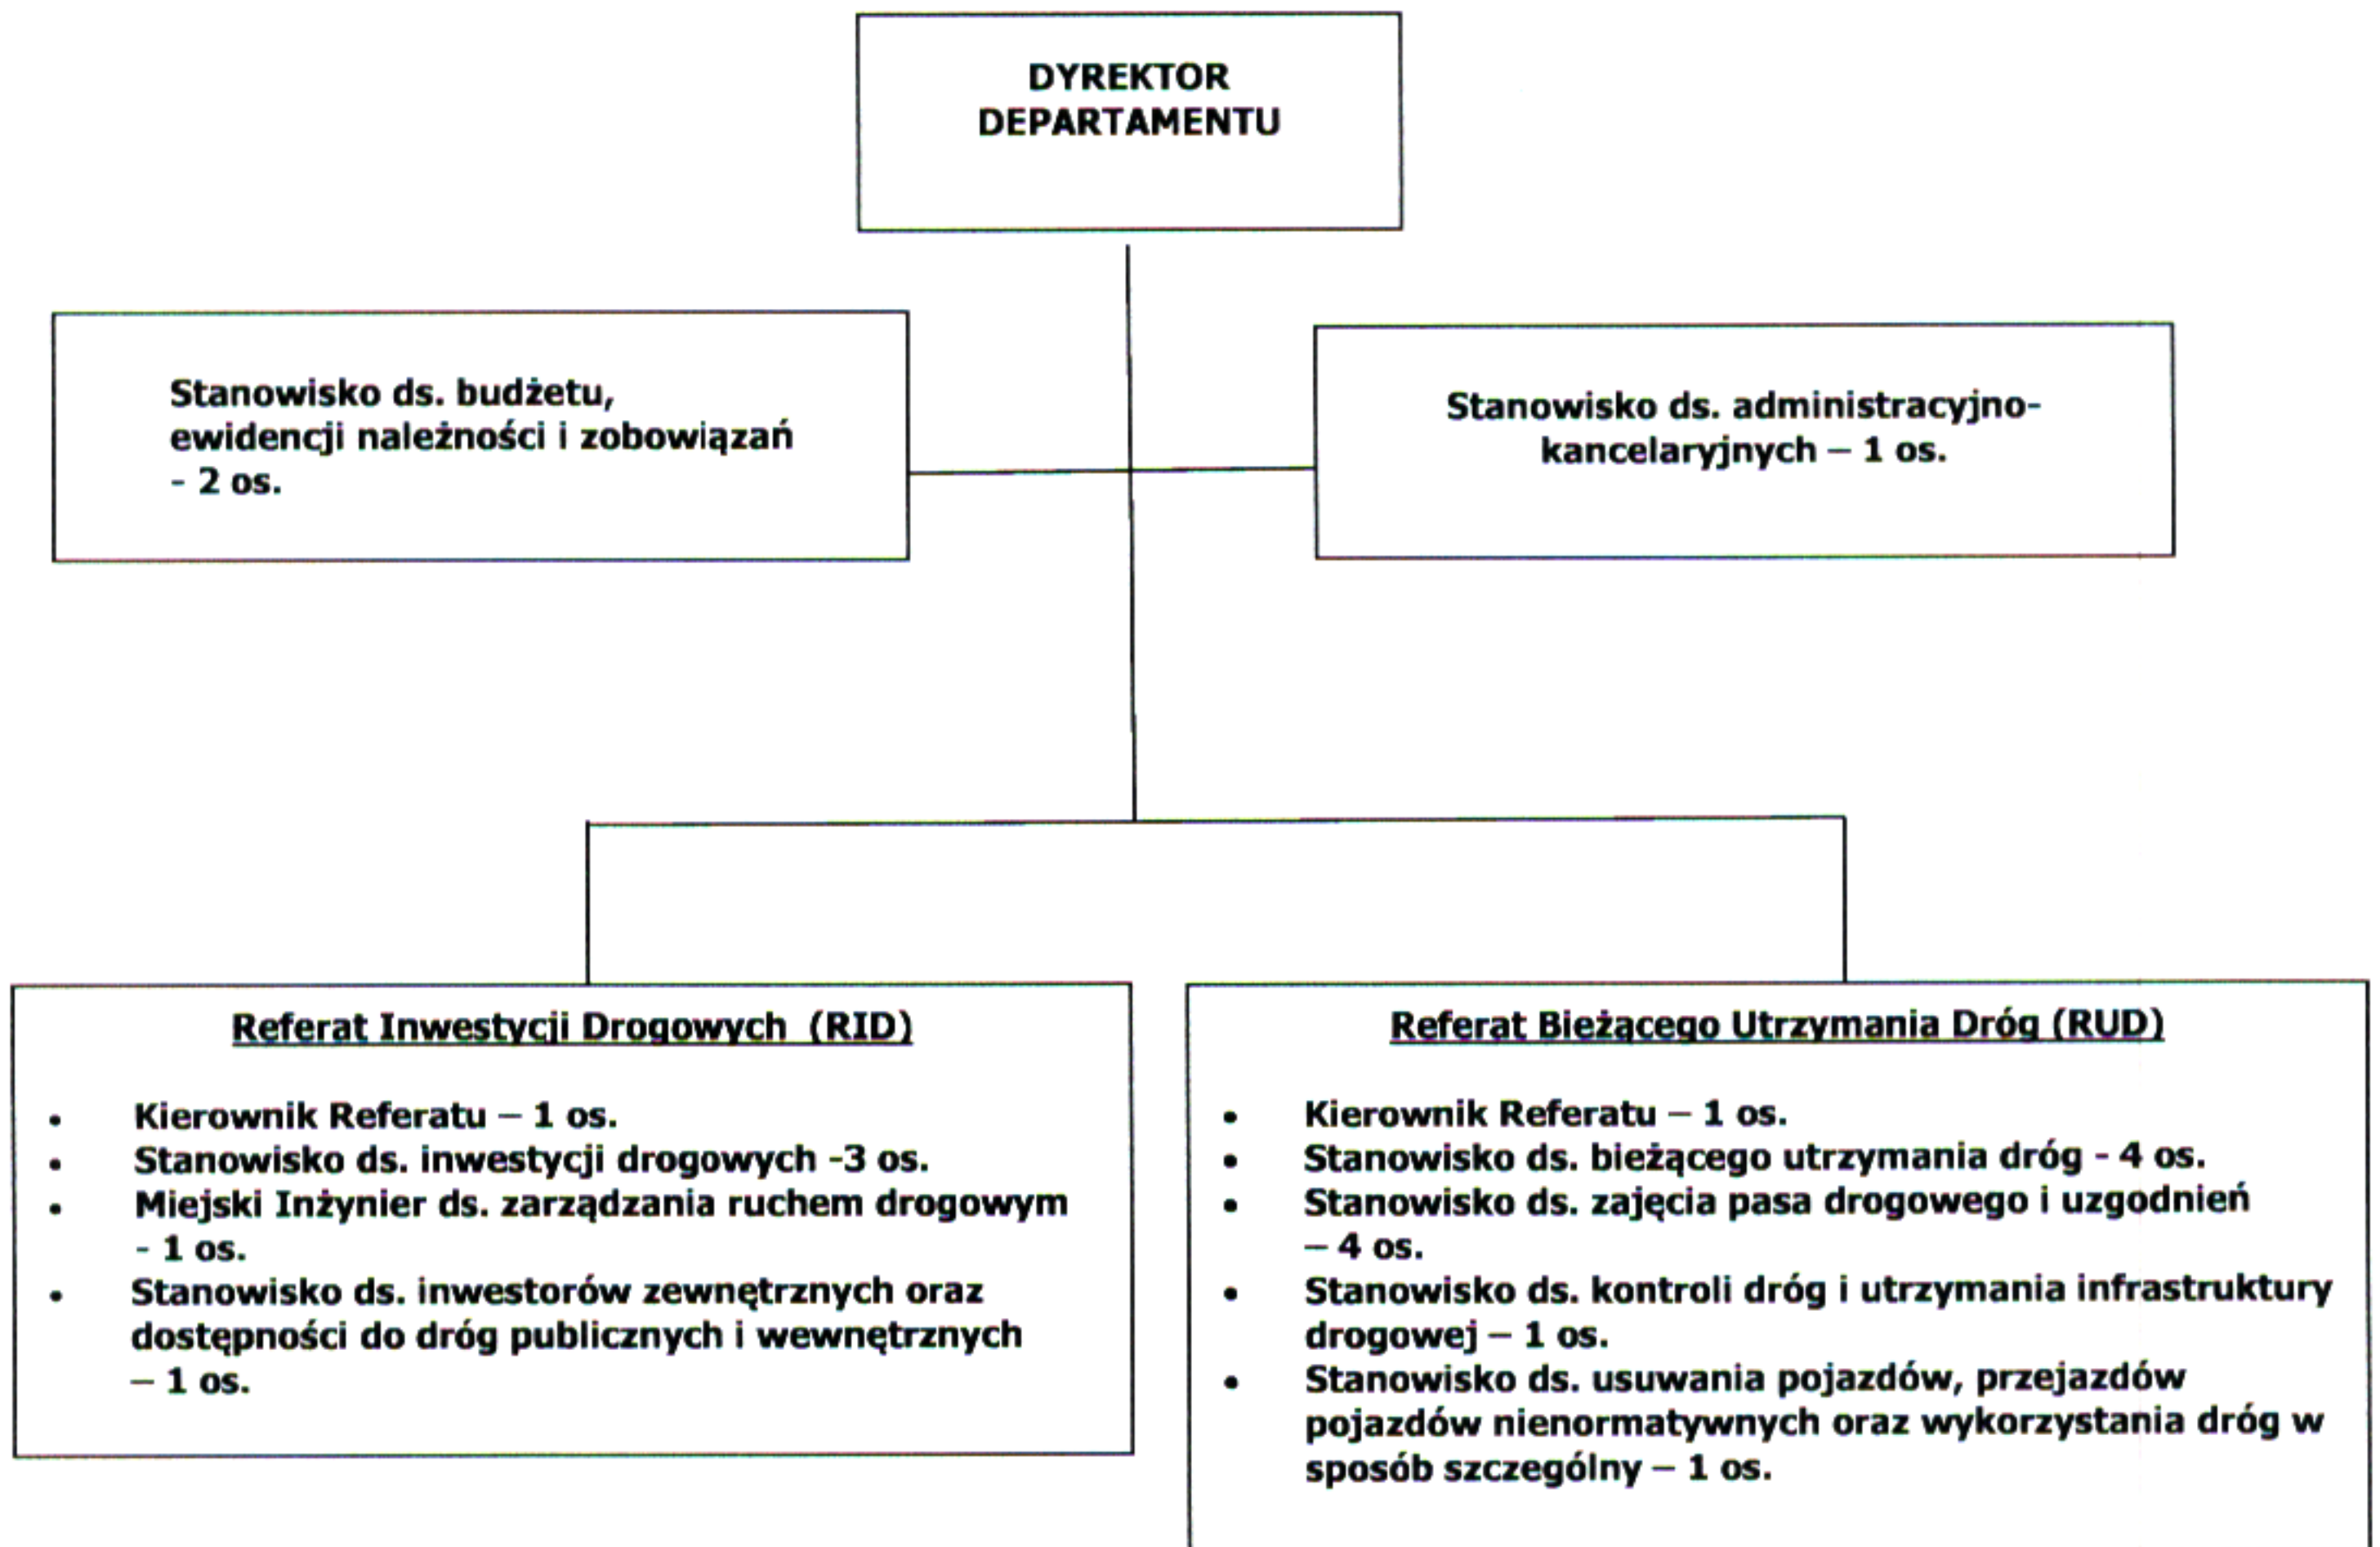 DYREKTOR
DEPARTAMENTU
Stanowisko ds. budżetu,
ewidencji należności i zobowiązań
- 2 os.
Stanowisko ds. administracyjno-
kancelaryjnych – 1 os.
Referat Inwestycji Drogowych (RID)
• Kierownik Referatu – 1 os.
• Stanowisko ds. inwestycji drogowych -3 os.
• Miejski Inżynier ds. zarządzania ruchem drogowym
- 1 os.
• Stanowisko ds. inwestorów zewnętrznych oraz
dostępności do dróg publicznych i wewnętrznych
– 1 os.
Referat Bieżącego Utrzymania Dróg (RUD)
• Kierownik Referatu – 1 os.
• Stanowisko ds. bieżącego utrzymania dróg - 4 os.
• Stanowisko ds. zajęcia pasa drogowego i uzgodnień
– 4 os.
• Stanowisko ds. kontroli dróg i utrzymania infrastruktury
drogowej – 1 os.
• Stanowisko ds. usuwania pojazdów, przejazdów
pojazdów nienormatywnych oraz wykorzystania dróg w
sposób szczególny – 1 os.